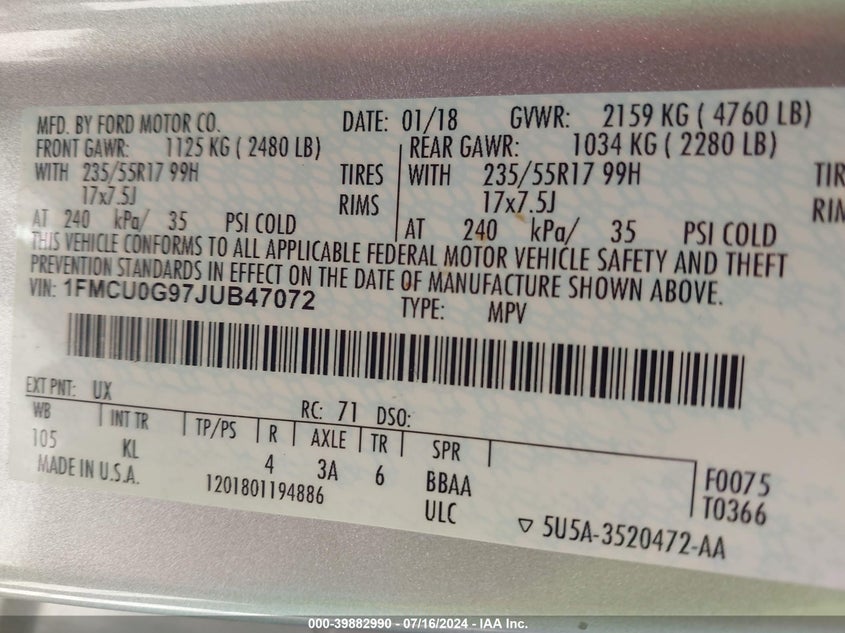 MFD. BY FORD MOTOR CO. DATE: 01/18 GVWR: 2159 KG ( 4760 LB)
FRONT GAWR: 1125 KG ( 2480 LB) REAR GAWR: 1034 KG ( 2280 LB)
WITH 235/55R17 99H TIRES WITH 235/55R17 99H TIR
17x7.5J RIMS 17x7.5J RIM
AT 240 kPa/ 35 PSI COLD AT 240 kPa/ 35 PSI COLD
THIS VEHICLE CONFORMS TO ALL APPLICABLE FEDERAL MOTOR VEHICLE SAFETY AND THEFT
PREVENTION STANDARDS IN EFFECT ON THE DATE OF MANUFACTURE SHOWN ABOVE.
VIN: 1FMCU0G97JUB47072 TYPE: MPV
EXT PNT: UX RC: 71 DSO:
WB INT TR TP/PS R AXLE TR SPR
105 KL 4 3A 6 BBAA F0075
MADE IN U.S.A. 1201801194886 ULC T0366
▽ 5U5A-3520472-AA
000-39882990 - 07/16/2024 - IAA Inc.